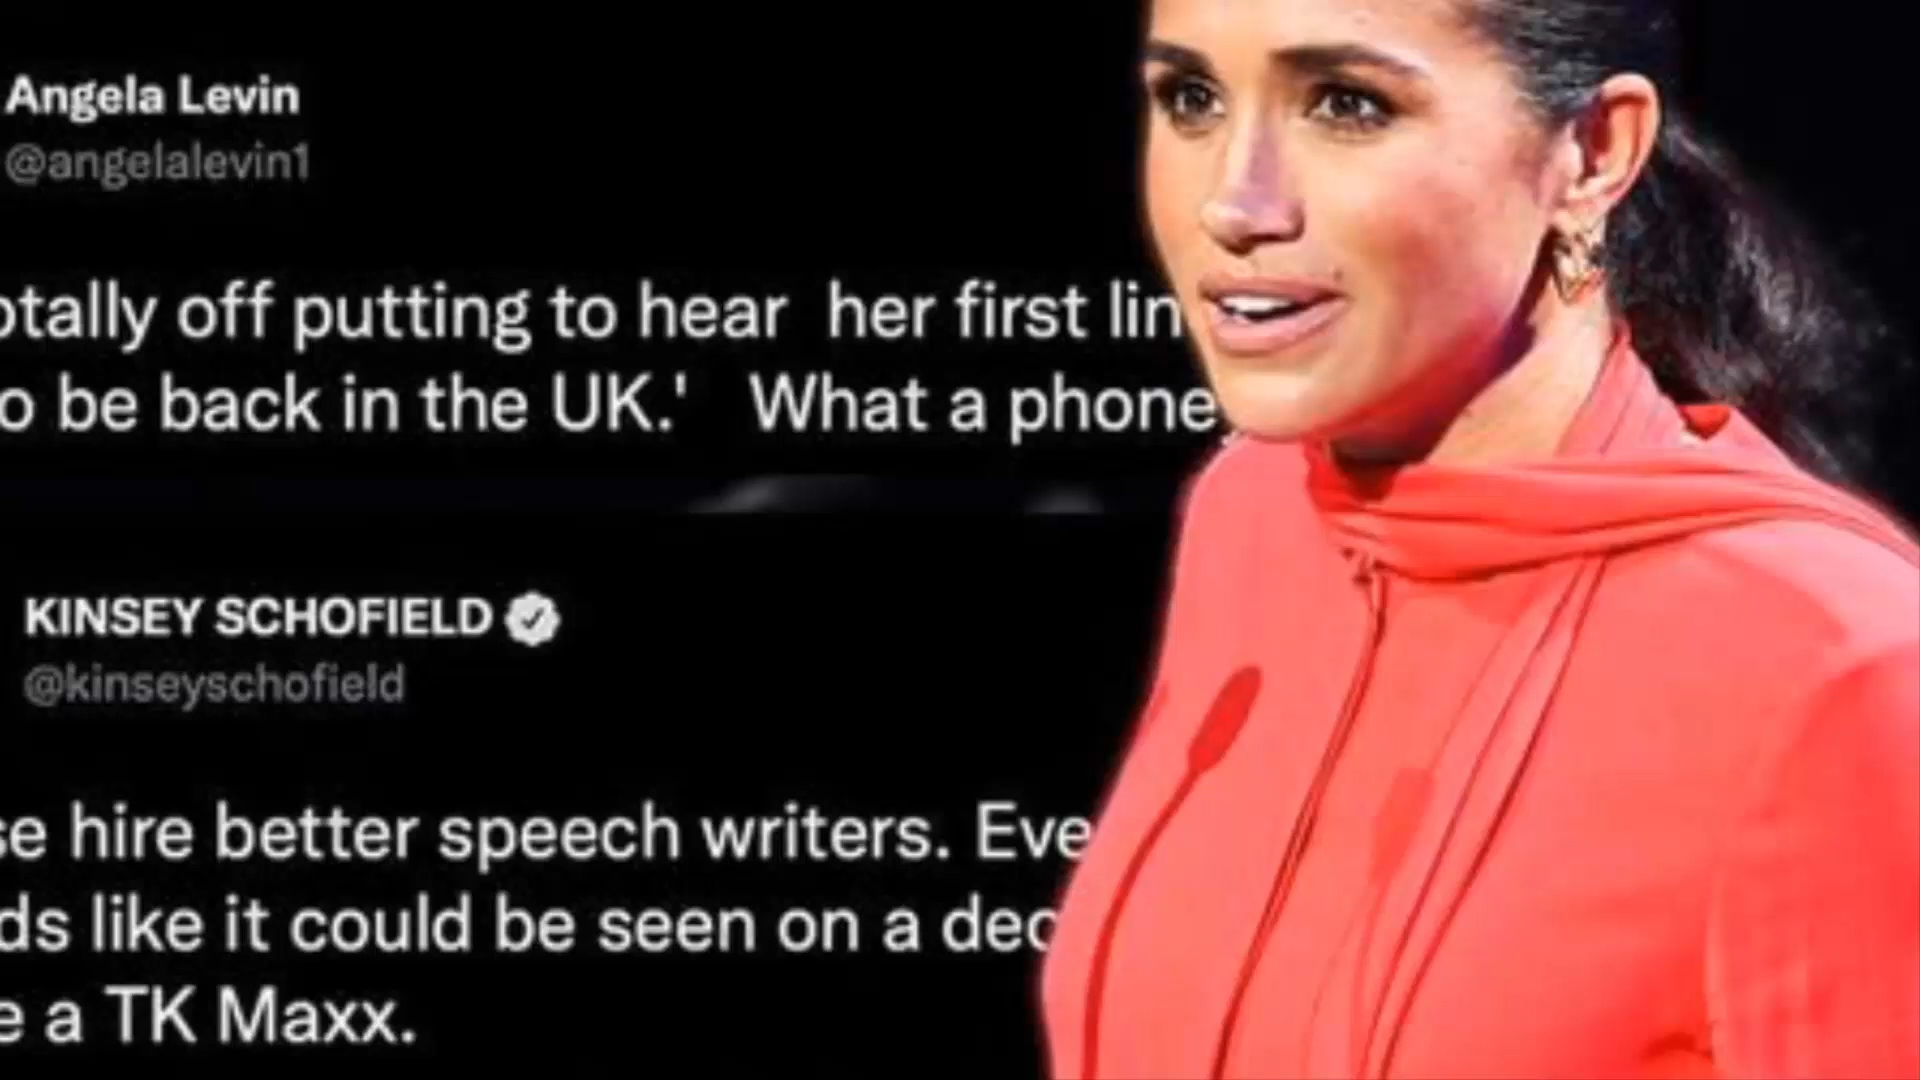 Angela Levin
@angelalevin1
otally off putting to hear her first lin
o be back in the UK.' What a phone
KINSEY SCHOFIELD
@kinseyschofield
se hire better speech writers. Eve
ds like it could be seen on a dec
e a TK Maxx.